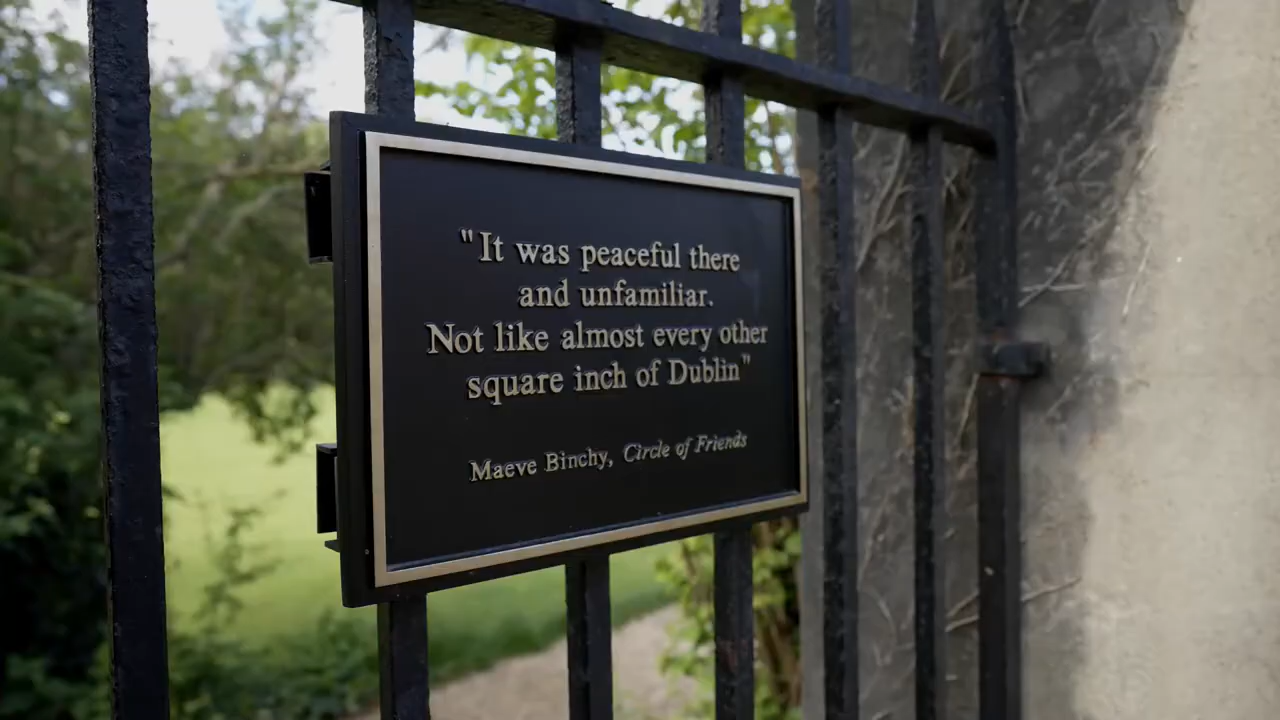 "It was peaceful there
and unfamiliar.
Not like almost every other
square inch of Dublin"
Maeve Binchy, Circle of Friends